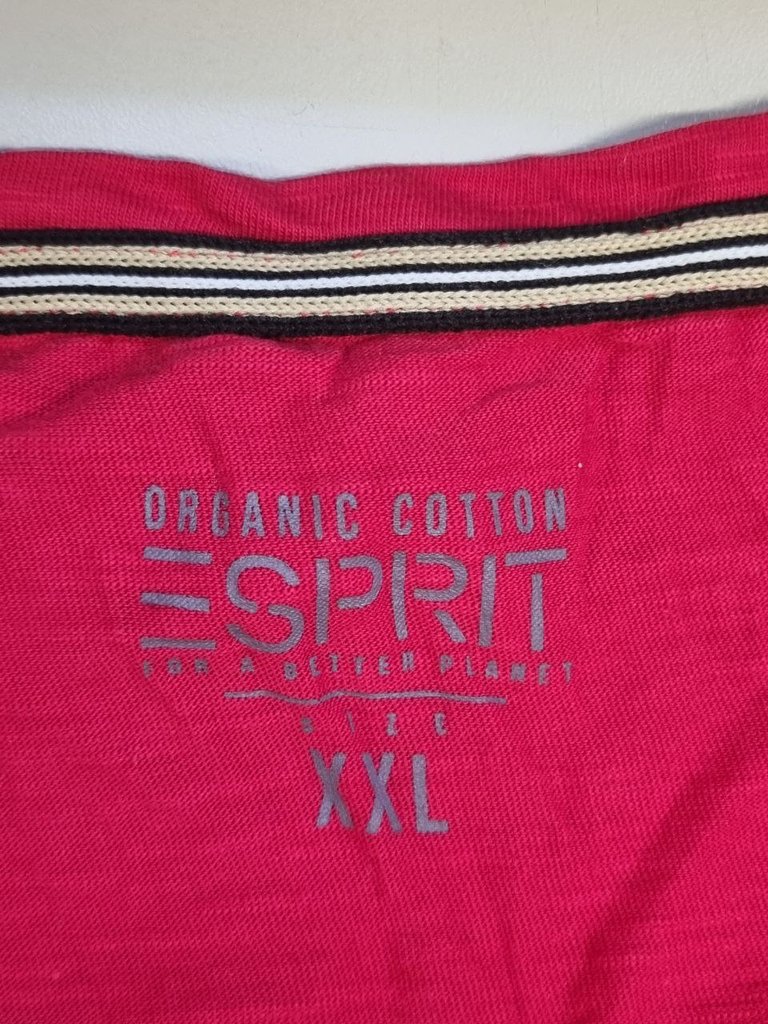 ORGANIC COTTON
ESPRIT
FOR A BETTER PLANET
SIZE
XXL